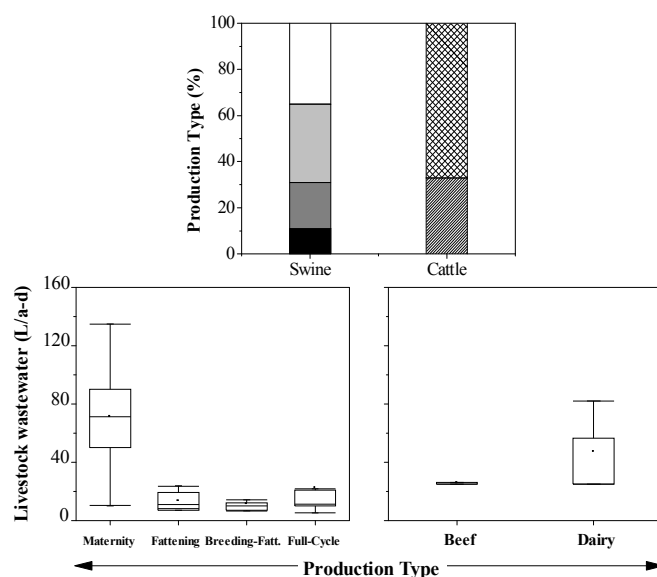 100
80
60
40
20
0
Production Type (%)
Swine Cattle
160
120
80
40
0
Livestock wastewater (L/a-d)
Maternity Fattening Breeding-Fatt. Full-Cycle
Beef Dairy
Production Type